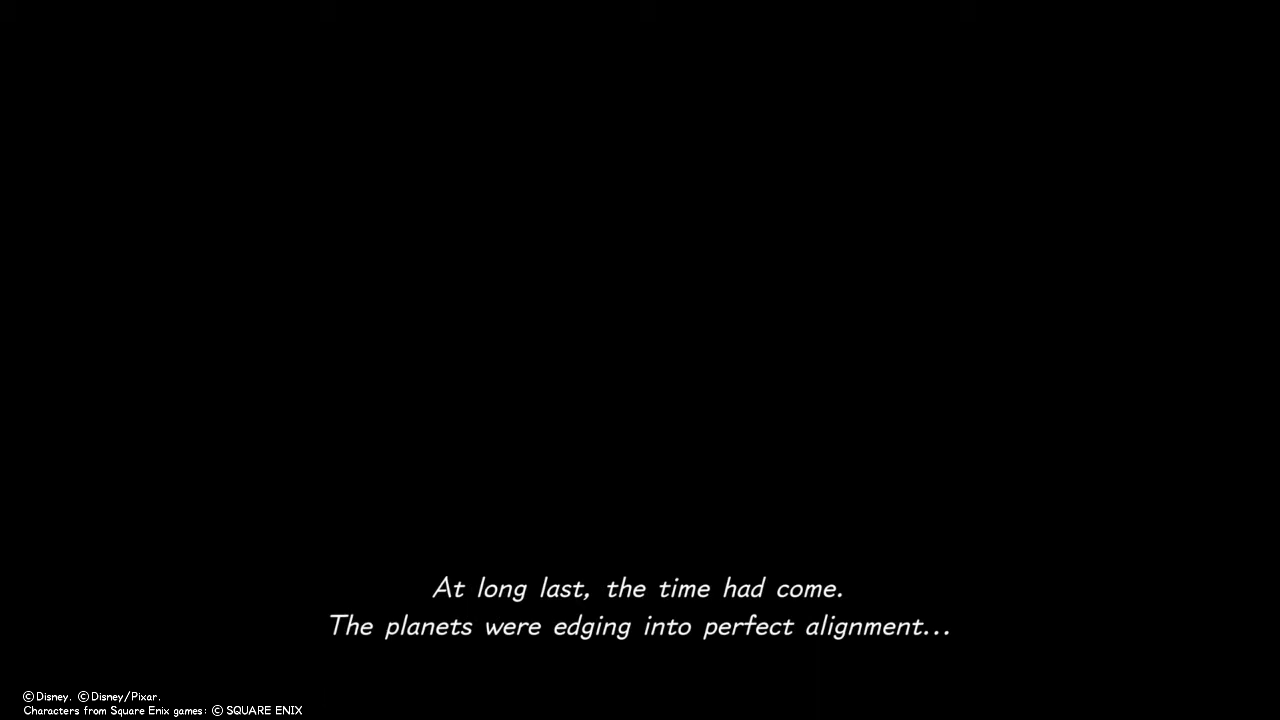 At long last, the time had come.
The planets were edging into perfect alignment...
©Disney. ©Disney/Pixar.
Characters from Square Enix games: © SQUARE ENIX